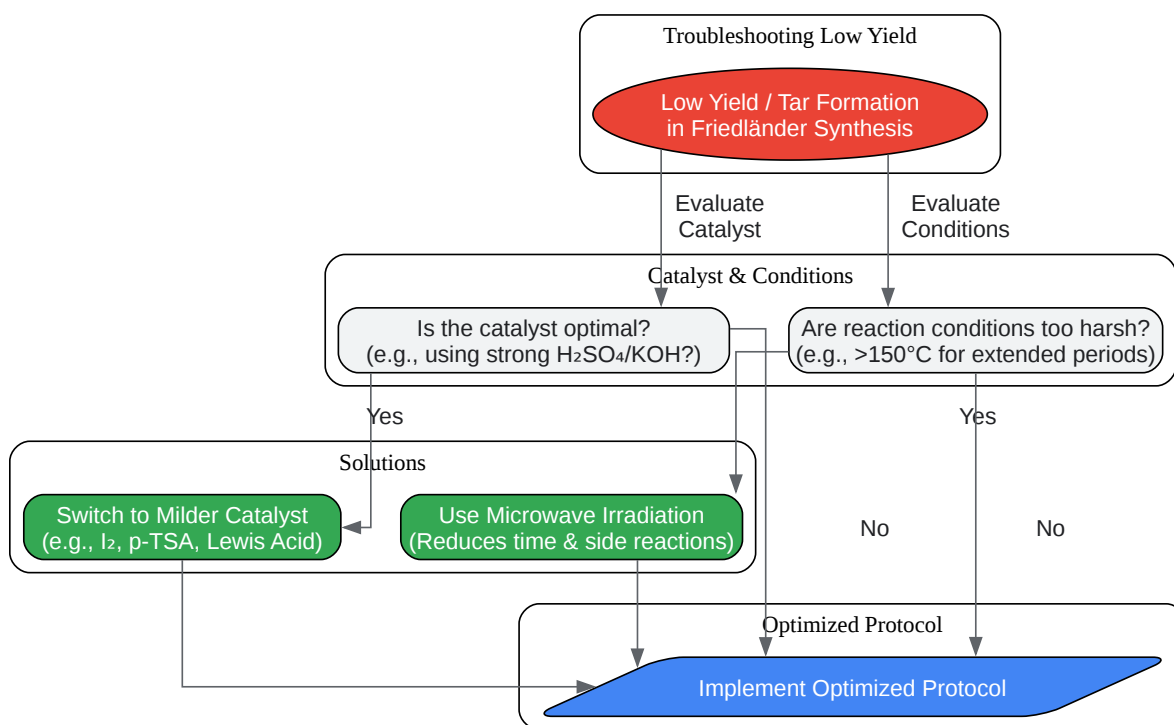 Troubleshooting Low Yield
Low Yield / Tar Formation
in Friedländer Synthesis
Evaluate
Catalyst
Evaluate
Conditions
Catalyst & Conditions
Is the catalyst optimal?
(e.g., using strong H₂SO₄/KOH?)
Are reaction conditions too harsh?
(e.g., >150°C for extended periods)
Yes
Yes
Solutions
Switch to Milder Catalyst
(e.g., I₂, p-TSA, Lewis Acid)
Use Microwave Irradiation
(Reduces time & side reactions)
No
No
Optimized Protocol
Implement Optimized Protocol